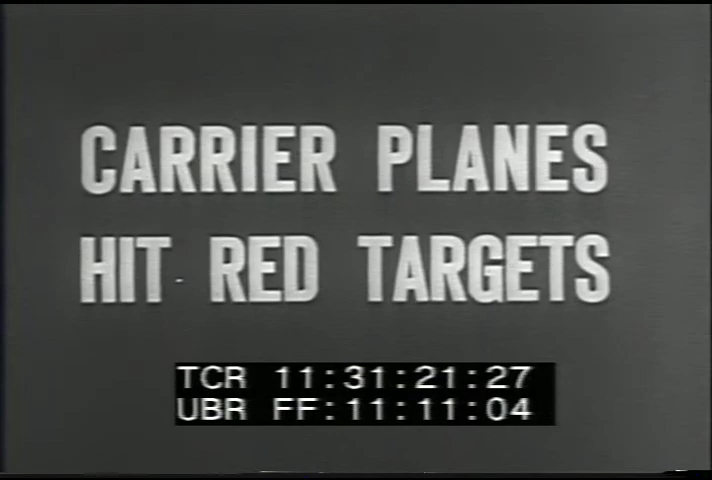 CARRIER PLANES
HIT RED TARGETS
TCR 11:31:21:27
UBR FF:11:11:04